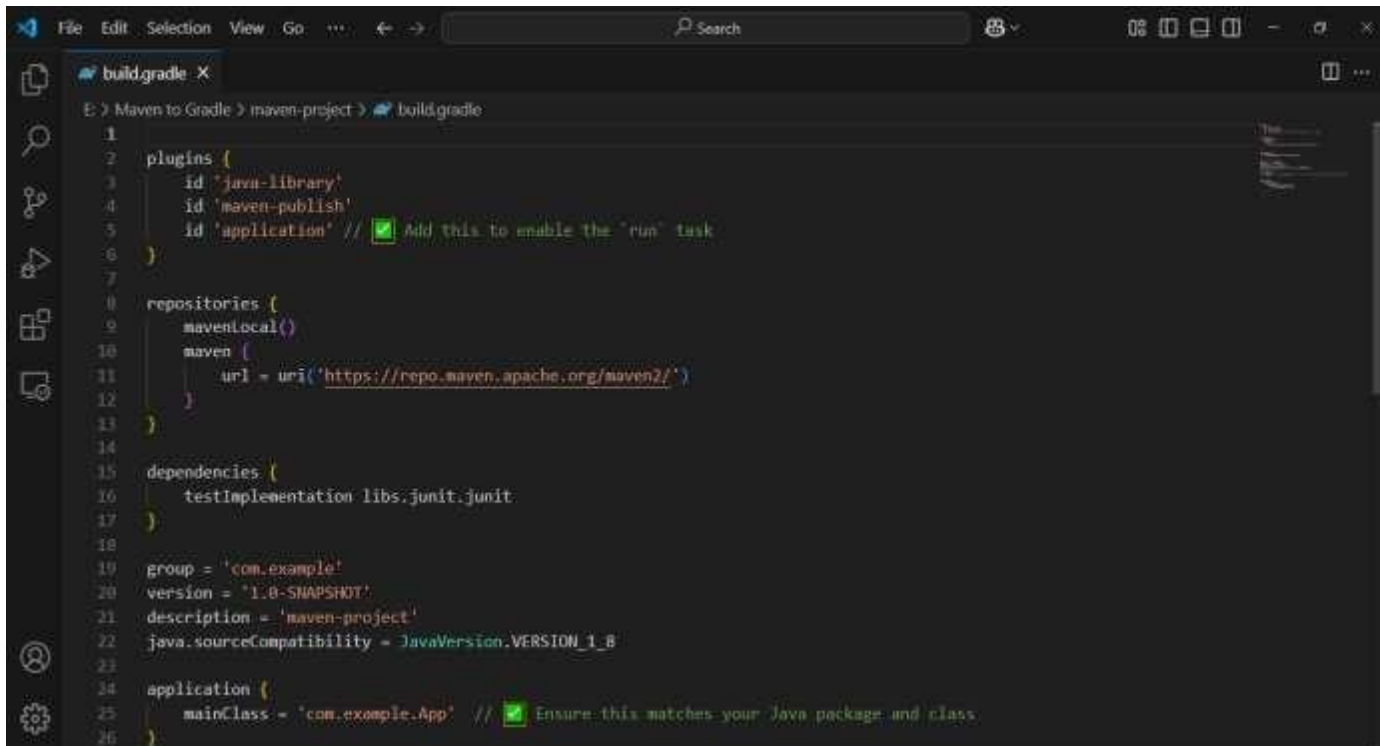 File Edit Selection View Go ··· Search
build.gradle
E: > Maven to Gradle > maven-project > build.gradle
1
2 plugins {
3 id 'java-library'
4 id 'maven-publish'
5 id 'application' // ✅ Add this to enable the `run` task
6 }
7
8 repositories {
9 mavenLocal()
10 maven {
11 url = uri('https://repo.maven.apache.org/maven2/')
12 }
13 }
14
15 dependencies {
16 testImplementation libs.junit.junit
17 }
18
19 group = 'com.example'
20 version = '1.0-SNAPSHOT'
21 description = 'maven-project'
22 java.sourceCompatibility = JavaVersion.VERSION_1_8
23
24 application {
25 mainClass = 'com.example.App' // ✅ Ensure this matches your Java package and class
26 }